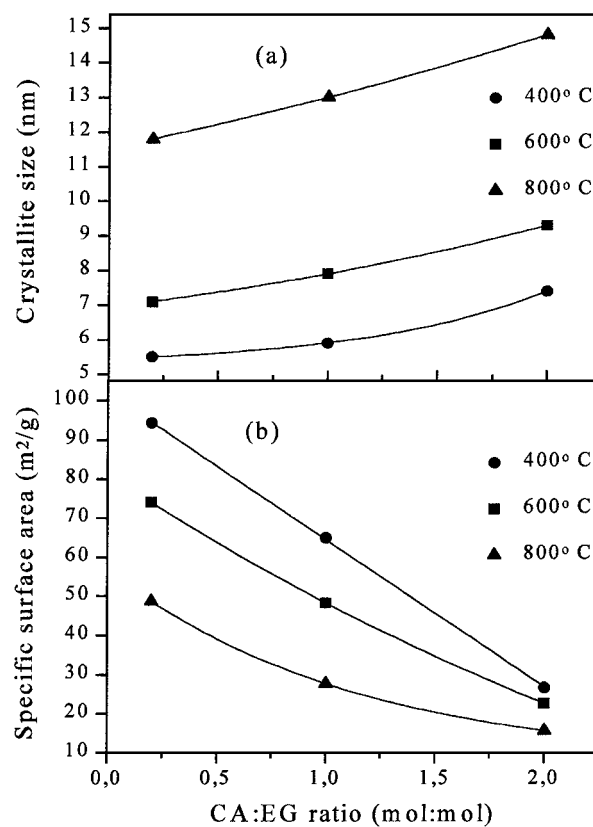 15
14
13
12
11
10
9
8
7
6
5
Crystallite size (nm)
(a)
400° C
600° C
800° C
100
90
80
70
60
50
40
30
20
10
Specific surface area (m²/g)
(b)
400° C
600° C
800° C
0,0 0,5 1,0 1,5 2,0
CA:EG ratio (mol:mol)